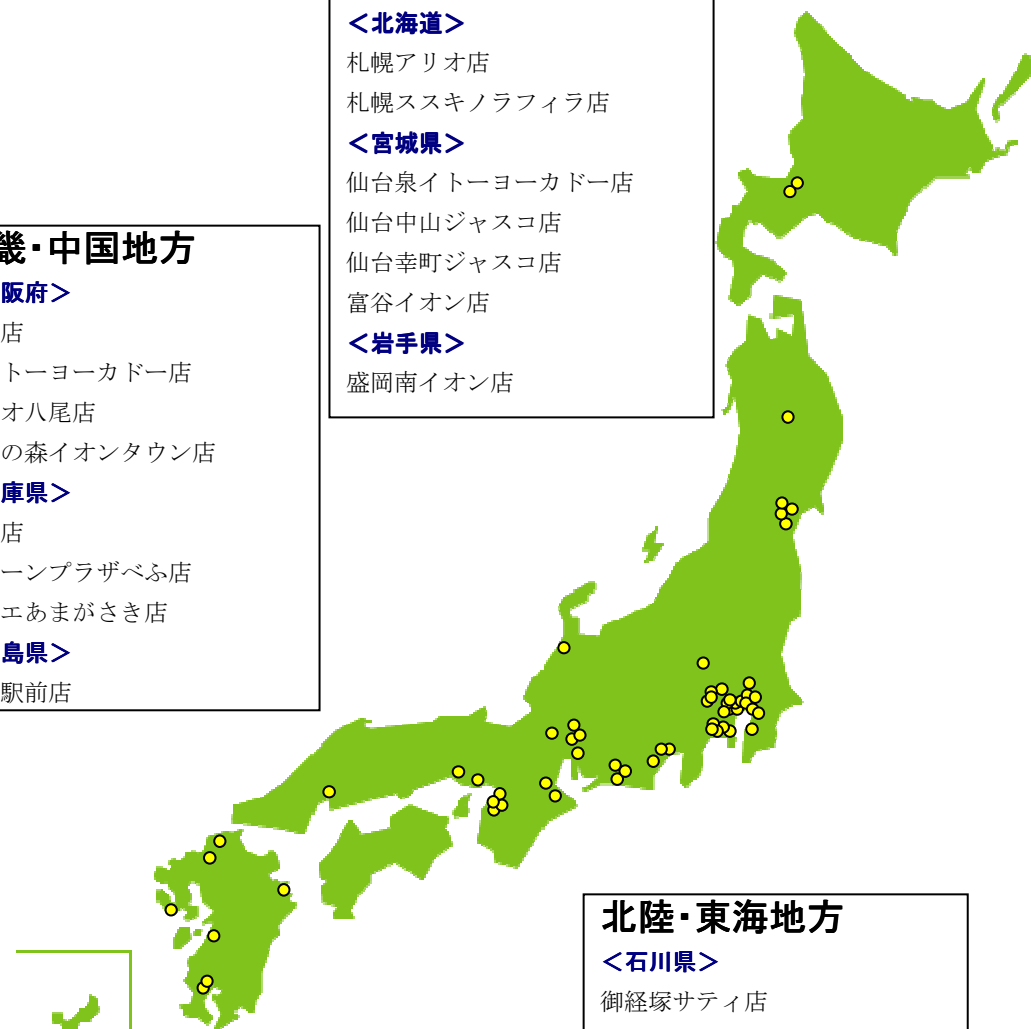 ＜北海道＞
札幌アリオ店
札幌ススキノラフィラ店
＜宮城県＞
仙台泉イトーヨーカドー店
仙台中山ジャスコ店
仙台幸町ジャスコ店
富谷イオン店
＜岩手県＞
盛岡南イオン店
畿・中国地方
阪府＞
店
トーヨーカドー店
オ八尾店
の森イオンタウン店
庫県＞
店
ーンプラザべふ店
エあまがさき店
島県＞
駅前店
北陸・東海地方
＜石川県＞
御経塚サティ店